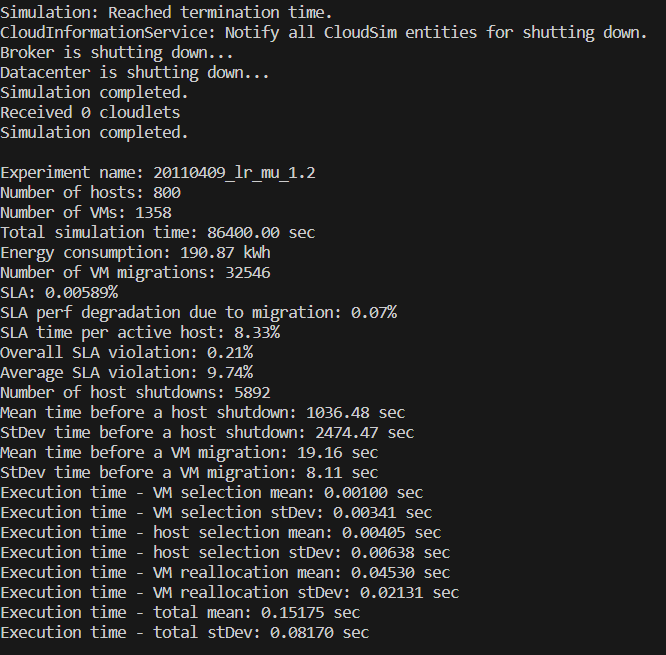 Simulation: Reached termination time.
CloudInformationService: Notify all CloudSim entities for shutting down.
Broker is shutting down...
Datacenter is shutting down...
Simulation completed.
Received 0 cloudlets
Simulation completed.

Experiment name: 20110409_lr_mu_1.2
Number of hosts: 800
Number of VMs: 1358
Total simulation time: 86400.00 sec
Energy consumption: 190.87 kWh
Number of VM migrations: 32546
SLA: 0.00589%
SLA perf degradation due to migration: 0.07%
SLA time per active host: 8.33%
Overall SLA violation: 0.21%
Average SLA violation: 9.74%
Number of host shutdowns: 5892
Mean time before a host shutdown: 1036.48 sec
StDev time before a host shutdown: 2474.47 sec
Mean time before a VM migration: 19.16 sec
StDev time before a VM migration: 8.11 sec
Execution time - VM selection mean: 0.00100 sec
Execution time - VM selection stDev: 0.00341 sec
Execution time - host selection mean: 0.00405 sec
Execution time - host selection stDev: 0.00638 sec
Execution time - VM reallocation mean: 0.04530 sec
Execution time - VM reallocation stDev: 0.02131 sec
Execution time - total mean: 0.15175 sec
Execution time - total stDev: 0.08170 sec